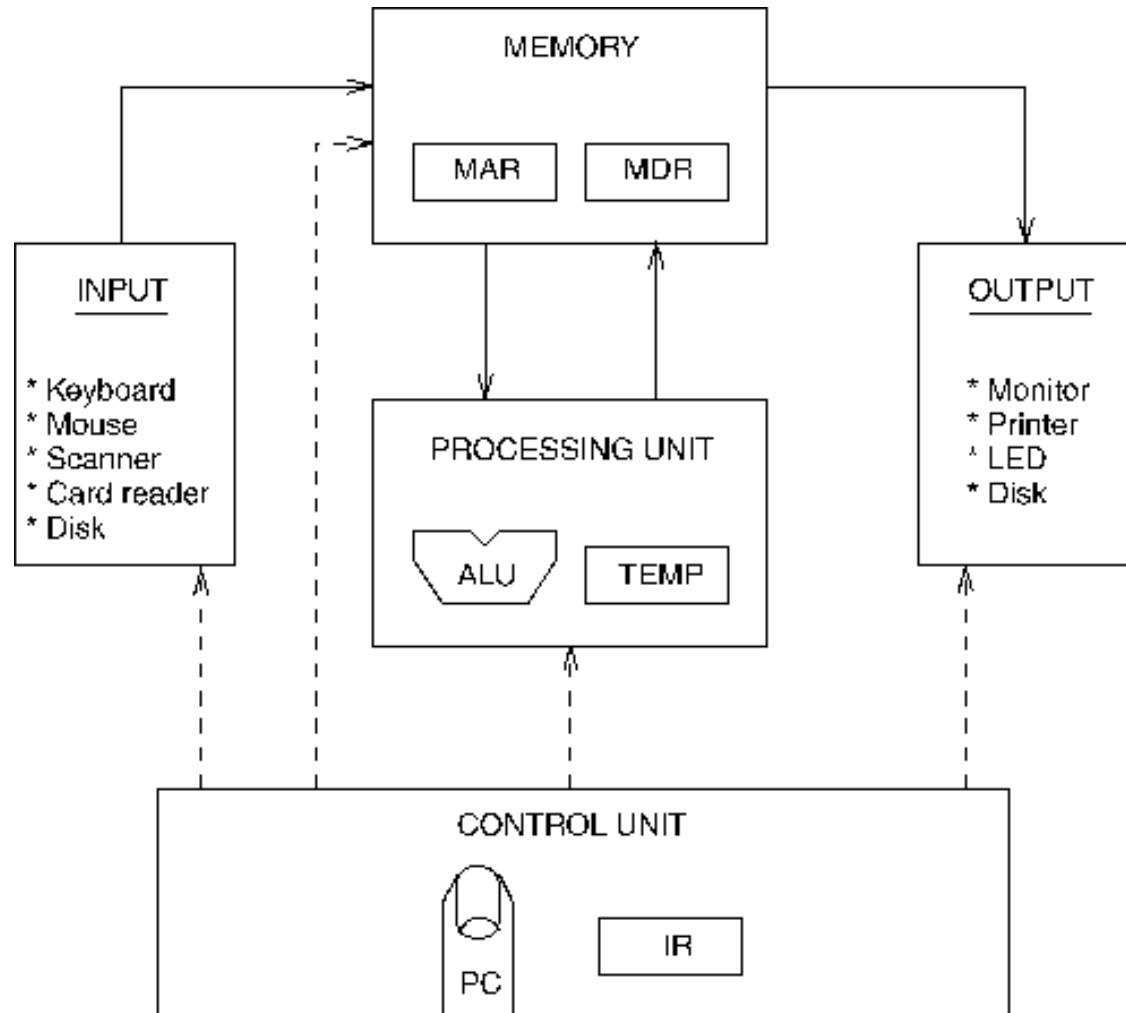 MEMORY
MAR MDR
INPUT
* Keyboard
* Mouse
* Scanner
* Card reader
* Disk
OUTPUT
* Monitor
* Printer
* LED
* Disk
PROCESSING UNIT
ALU TEMP
CONTROL UNIT
PC IR